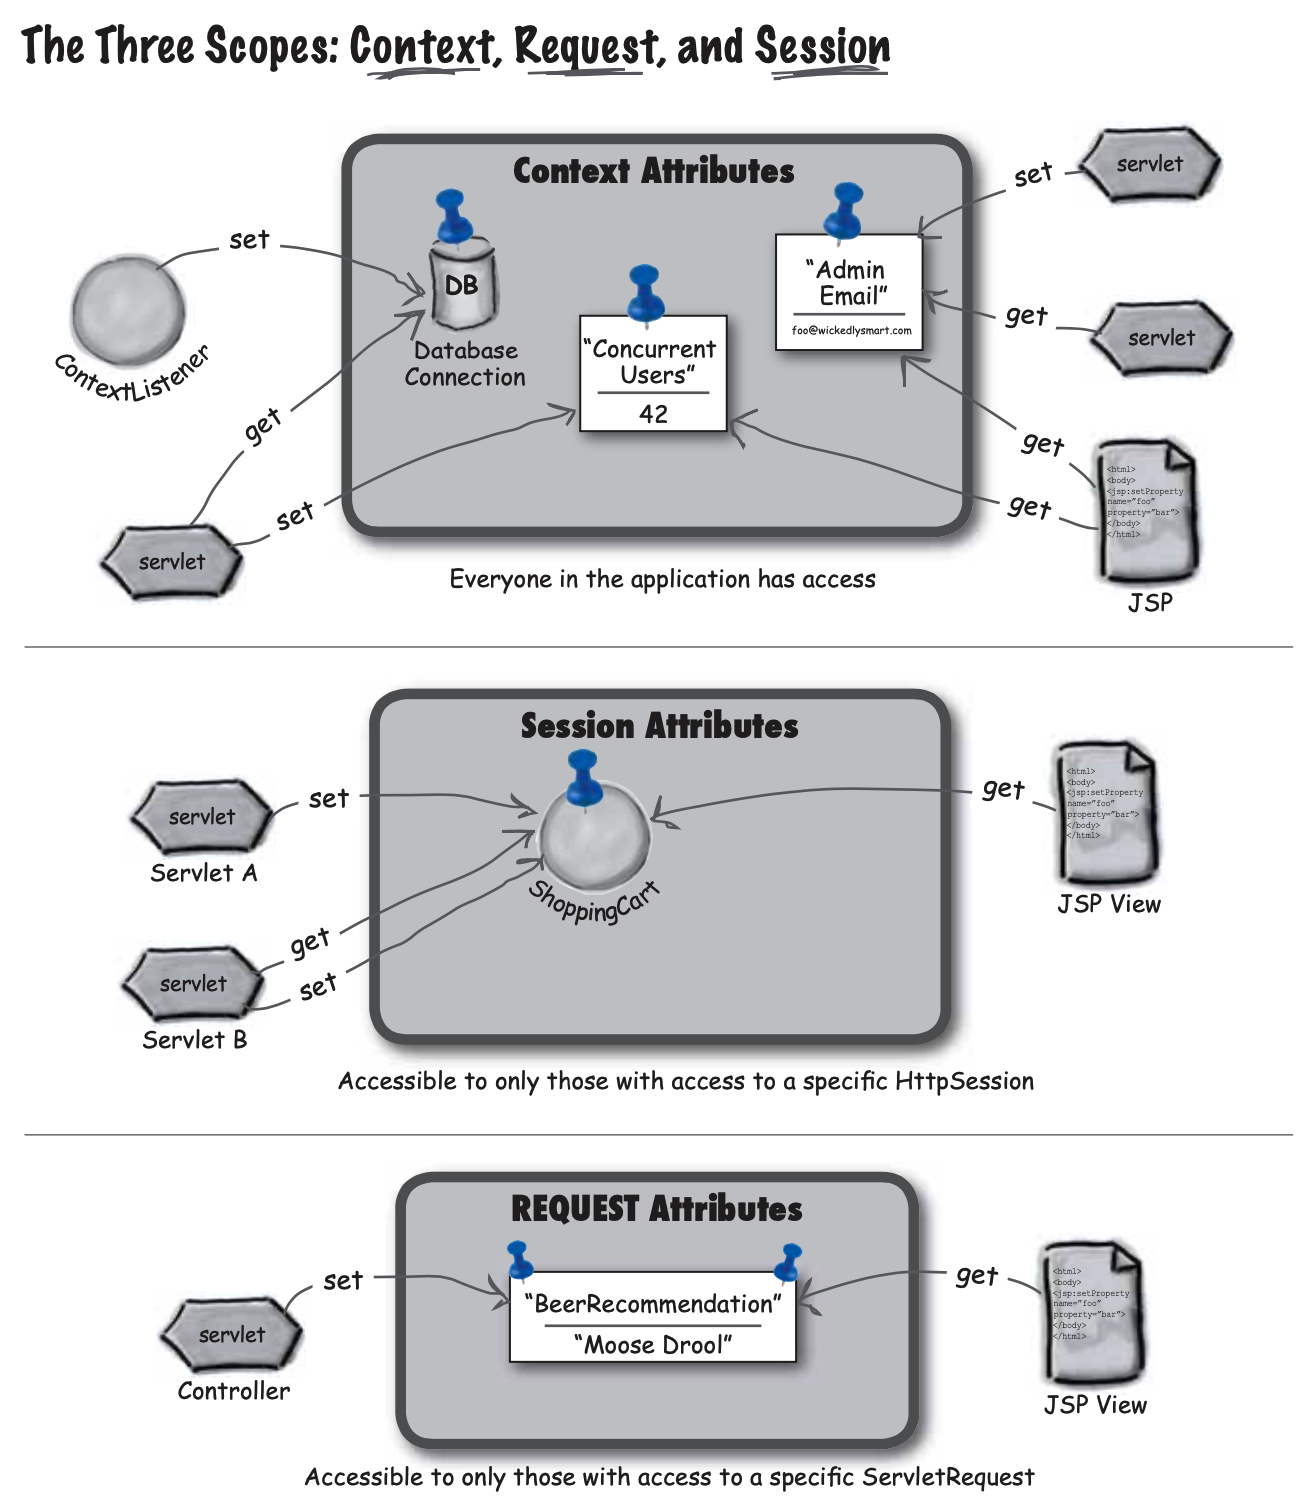 The Three Scopes: Context, Request, and Session
Context Attributes
servlet
set
set
"Admin
Email"
foo@wickedlysmart.com
DB
Database
Connection
"Concurrent
Users"
42
ContextListener
get
servlet
get
get
<html>
<body>
<jsp:setProperty
name="foo"
property="bar">
</body>
</html>
get
set
servlet
JSP
Everyone in the application has access
Session Attributes
set
servlet
Servlet A
get
<html>
<body>
<jsp:setProperty
name="foo"
property="bar">
</body>
</html>
JSP View
ShoppingCart
get
set
servlet
Servlet B
Accessible to only those with access to a specific HttpSession
REQUEST Attributes
set
servlet
Controller
"BeerRecommendation"
"Moose Drool"
get
<html>
<body>
<jsp:setProperty
name="foo"
property="bar">
</body>
</html>
JSP View
Accessible to only those with access to a specific ServletRequest